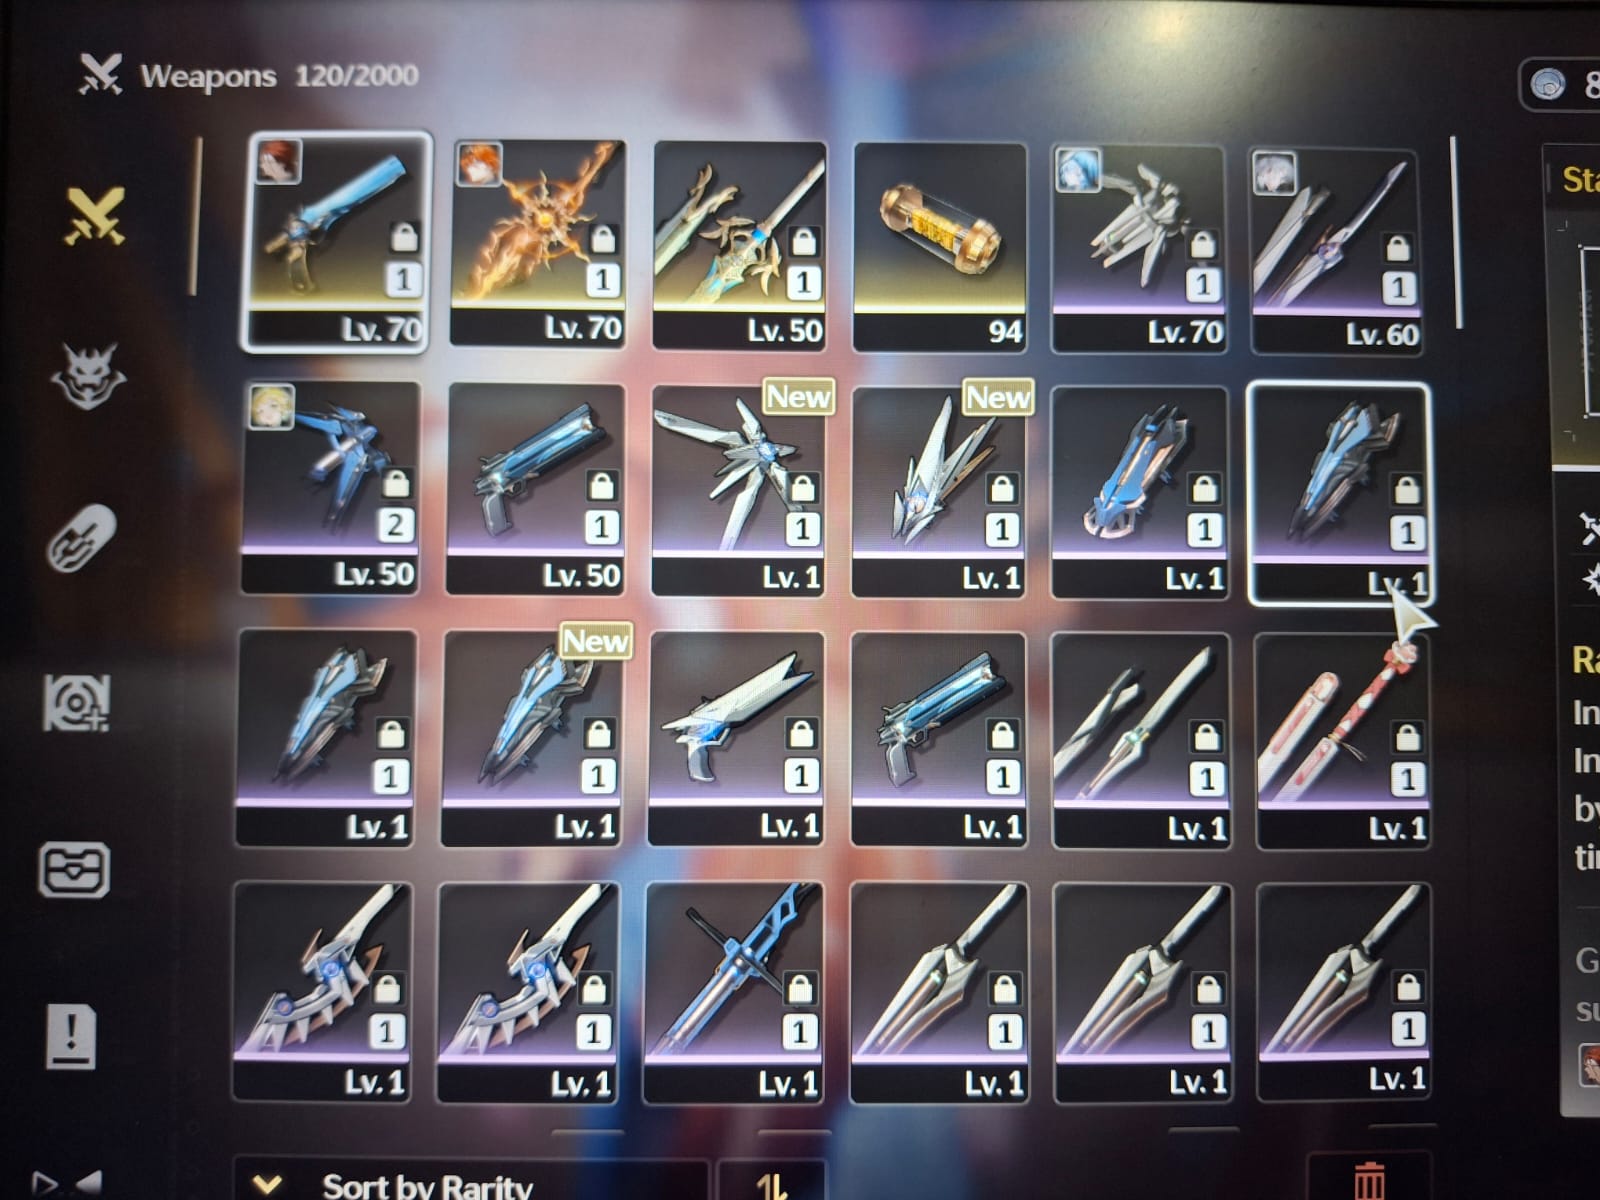 Weapons 120/2000
8
Sta
1 1 1 1 1
Lv. 70 Lv. 70 Lv. 50 94 Lv. 70 Lv. 60
New New
2 1 1 1 1 1
Lv. 50 Lv. 50 Lv. 1 Lv. 1 Lv. 1 Lv. 1
New
Ra
In
In
by
tir
1 1 1 1 1 1
Lv. 1 Lv. 1 Lv. 1 Lv. 1 Lv. 1 Lv. 1
G
su
1 1 1 1 1 1
Lv. 1 Lv. 1 Lv. 1 Lv. 1 Lv. 1 Lv. 1
Sort by Rarity